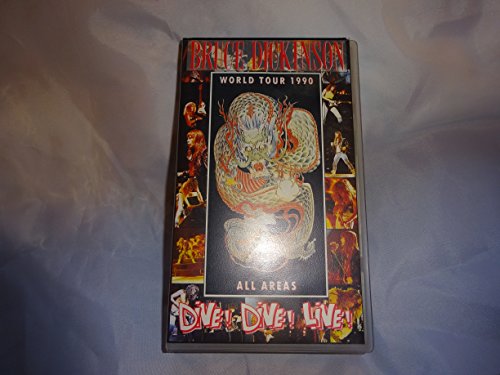 BRUCE DICKINSON
WORLD TOUR 1990
ALL AREAS
DIVE! DIVE! LIVE!